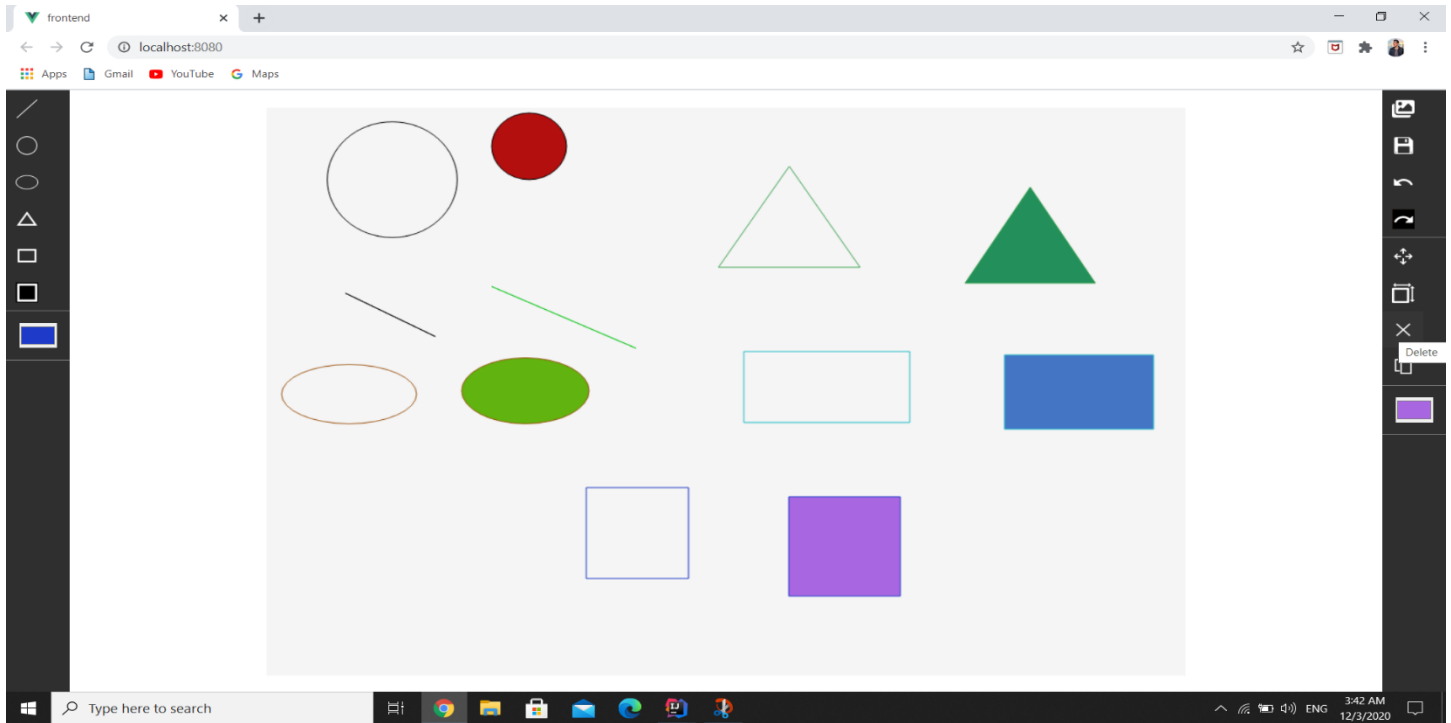 frontend
localhost:8080
Apps Gmail YouTube Maps
Delete
Type here to search
ENG
3:42 AM
12/3/2020